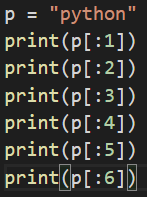 p = "python"
print(p[:1])
print(p[:2])
print(p[:3])
print(p[:4])
print(p[:5])
print(p[:6])